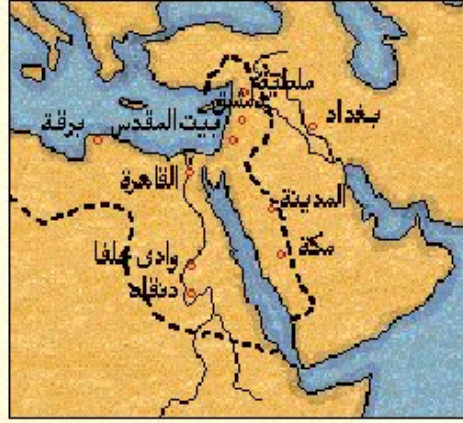 ملطية
دمشق
بغداد
بيت المقدس
برقة
القاهرة
المدينة
مكة
وادى حلفا
دنقلة